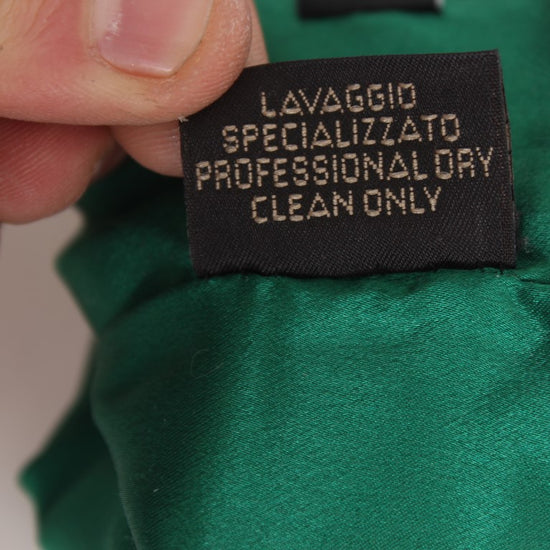 LAVAGGIO
SPECIALIZZATO
PROFESSIONAL DRY
CLEAN ONLY